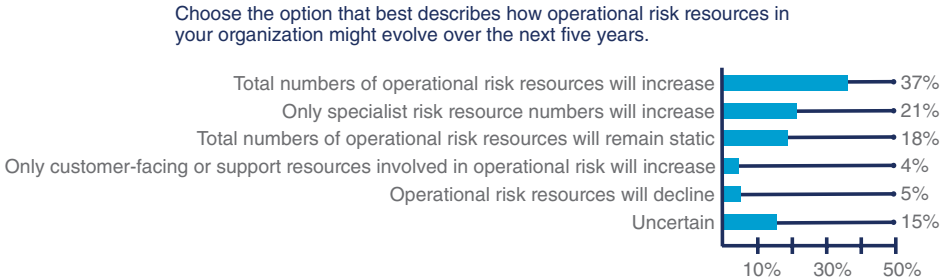 Choose the option that best describes how operational risk resources in
your organization might evolve over the next five years.
Total numbers of operational risk resources will increase 37%
Only specialist risk resource numbers will increase 21%
Total numbers of operational risk resources will remain static 18%
Only customer-facing or support resources involved in operational risk will increase 4%
Operational risk resources will decline 5%
Uncertain 15%
10% 30% 50%